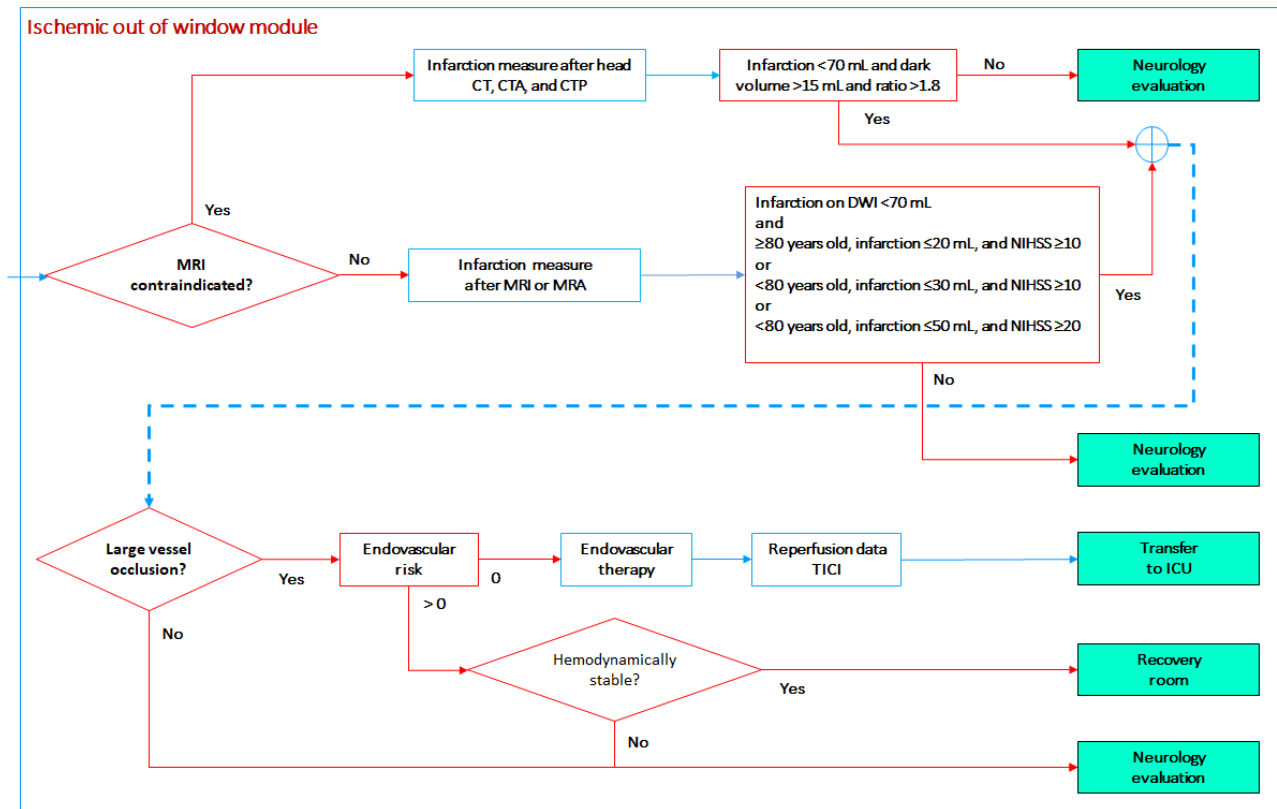 Ischemic out of window module
Infarction measure after head
CT, CTA, and CTP
Infarction <70 mL and dark
volume >15 mL and ratio >1.8
No
Neurology
evaluation
Yes
Yes
MRI
contraindicated?
No
Infarction measure
after MRI or MRA
Infarction on DWI <70 mL
and
≥80 years old, infarction ≤20 mL, and NIHSS ≥10
or
<80 years old, infarction ≤30 mL, and NIHSS ≥10
or
<80 years old, infarction ≤50 mL, and NIHSS ≥20
Yes
No
Neurology
evaluation
Large vessel
occlusion?
Yes
Endovascular
risk
0
Endovascular
therapy
Reperfusion data
TICI
Transfer
to ICU
> 0
No
Hemodynamically
stable?
Yes
Recovery
room
No
Neurology
evaluation